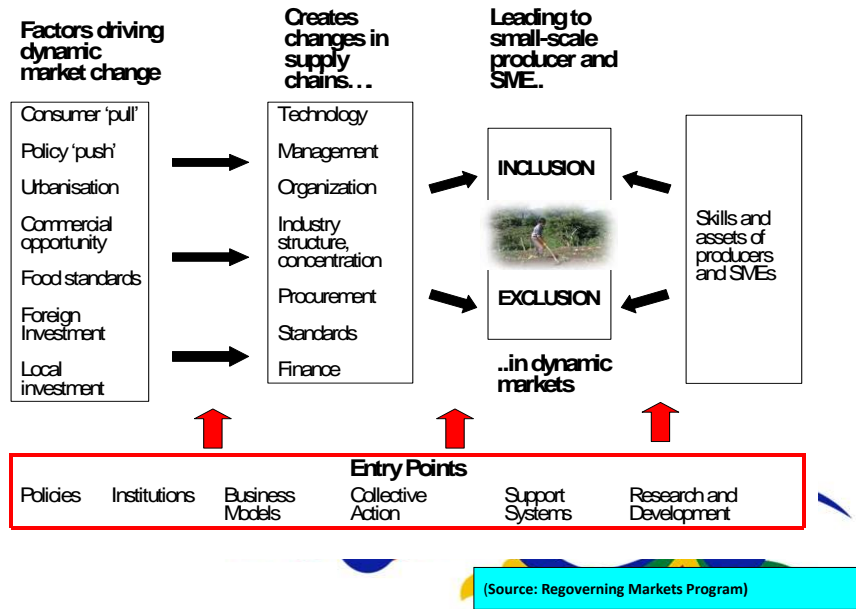 Factors driving
dynamic
market change
Consumer ‘pull’
Policy ‘push’
Urbanisation
Commercial
opportunity
Food standards
Foreign
Investment
Local
investment
Creates
changes in
supply
chains….
Technology
Management
Organization
Industry
structure,
concentration
Procurement
Standards
Finance
Leading to
small-scale
producer and
SME..
INCLUSION
EXCLUSION
..in dynamic
markets
Skills and
assets of
producers
and SMEs
Entry Points
Policies
Institutions
Business
Models
Collective
Action
Support
Systems
Research and
Development
(Source: Regoverning Markets Program)